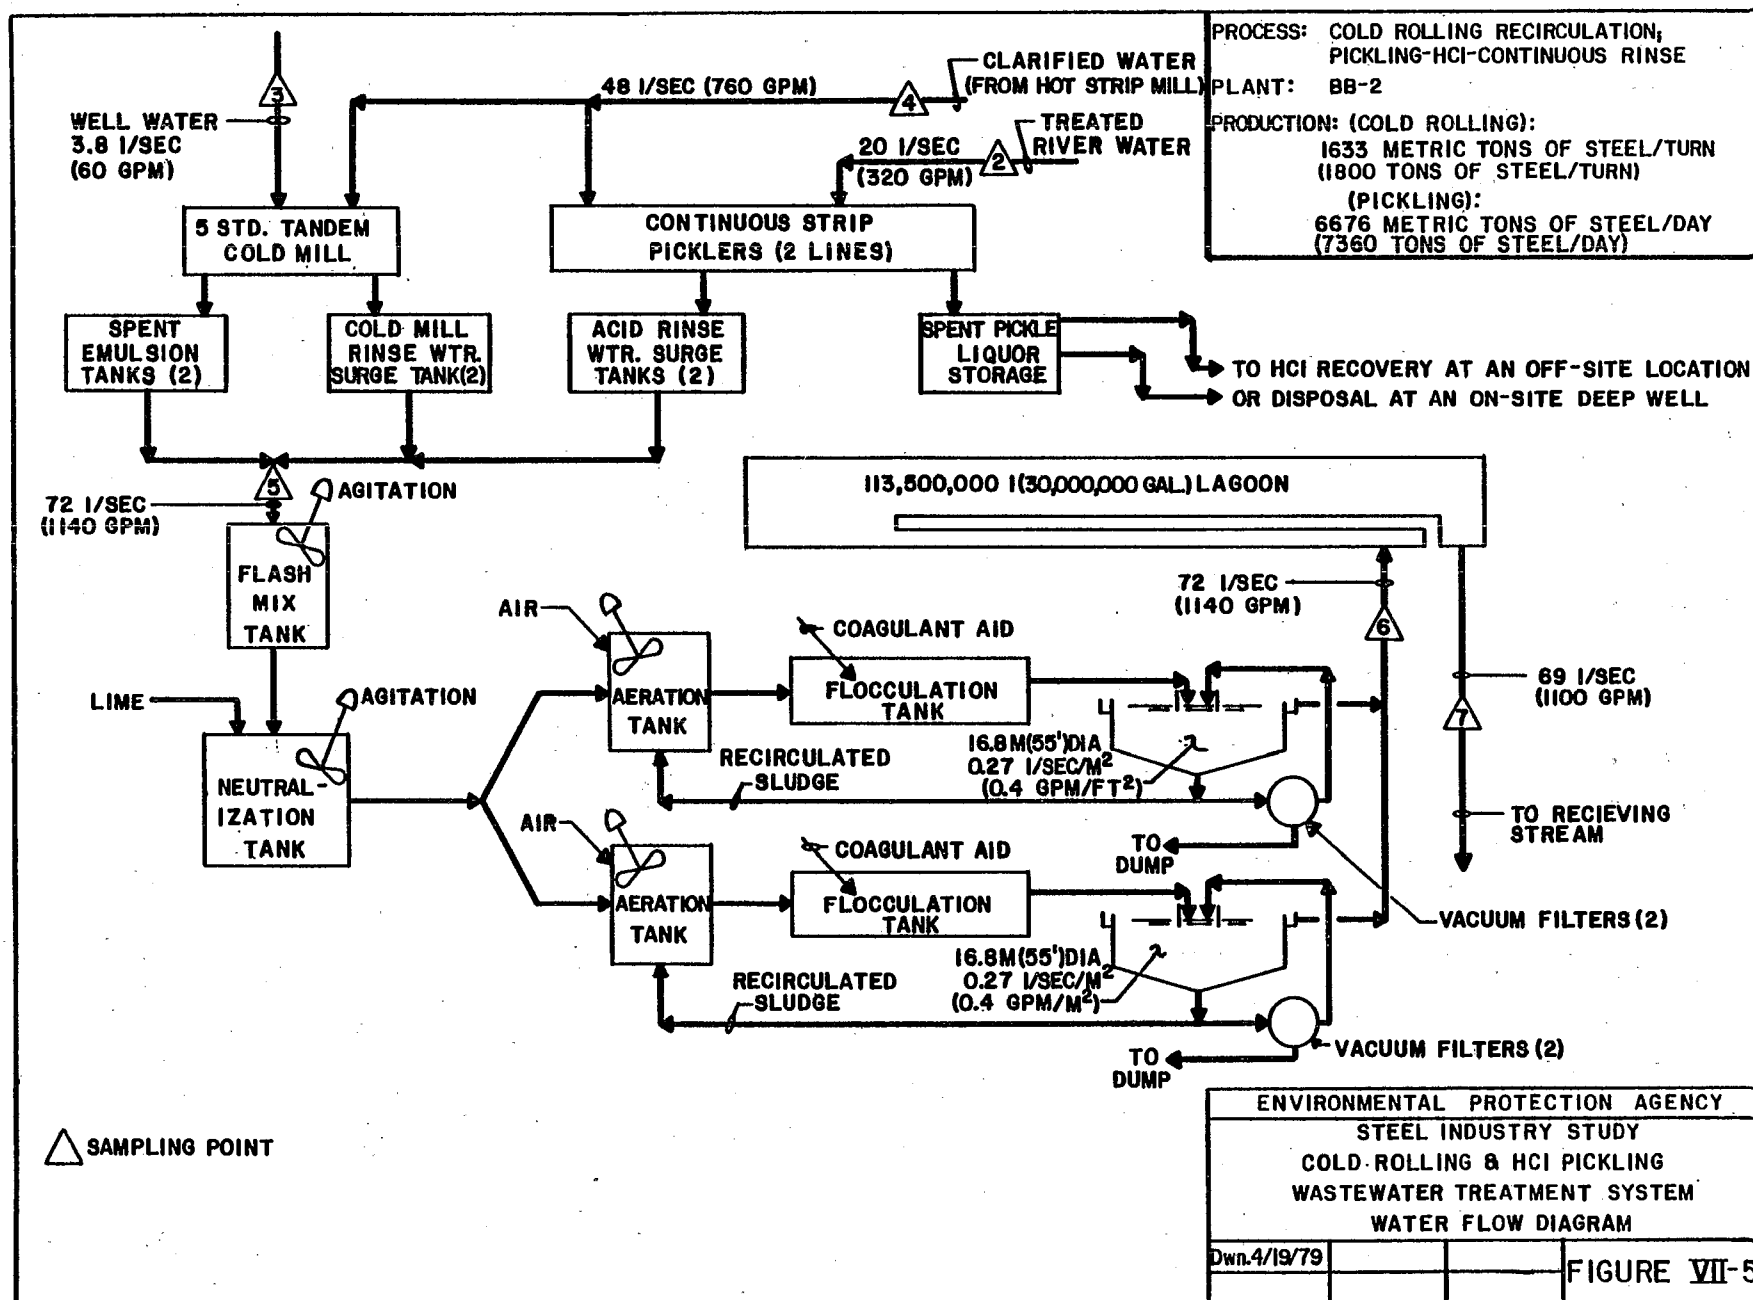 PROCESS: COLD ROLLING RECIRCULATION;
PICKLING-HCl-CONTINUOUS RINSE
PLANT: BB-2
PRODUCTION: (COLD ROLLING):
1633 METRIC TONS OF STEEL/TURN
(1800 TONS OF STEEL/TURN)
(PICKLING):
6676 METRIC TONS OF STEEL/DAY
(7360 TONS OF STEEL/DAY)
3
WELL WATER
3.8 l/SEC
(60 GPM)
48 l/SEC (760 GPM)
4
CLARIFIED WATER
(FROM HOT STRIP MILL)
20 l/SEC
(320 GPM)
2
TREATED
RIVER WATER
5 STD. TANDEM
COLD MILL
CONTINUOUS STRIP
PICKLERS (2 LINES)
SPENT
EMULSION
TANKS (2)
COLD MILL
RINSE WTR.
SURGE TANK(2)
ACID RINSE
WTR. SURGE
TANKS (2)
SPENT PICKLE
LIQUOR
STORAGE
TO HCl RECOVERY AT AN OFF-SITE LOCATION
OR DISPOSAL AT AN ON-SITE DEEP WELL
5
72 l/SEC
(1140 GPM)
AGITATION
FLASH
MIX
TANK
113,500,000 l(30,000,000 GAL.) LAGOON
72 l/SEC
(1140 GPM)
6
69 l/SEC
(1100 GPM)
7
TO RECIEVING
STREAM
LIME
AGITATION
NEUTRAL-
IZATION
TANK
AIR
AERATION
TANK
COAGULANT AID
FLOCCULATION
TANK
16.8M(55')DIA
0.27 l/SEC/M²
(0.4 GPM/FT²)
RECIRCULATED
SLUDGE
TO
DUMP
VACUUM FILTERS (2)
AIR
AERATION
TANK
COAGULANT AID
FLOCCULATION
TANK
16.8M(55')DIA
0.27 l/SEC/M²
(0.4 GPM/M²)
RECIRCULATED
SLUDGE
TO
DUMP
VACUUM FILTERS (2)
SAMPLING POINT
ENVIRONMENTAL PROTECTION AGENCY
STEEL INDUSTRY STUDY
COLD ROLLING & HCl PICKLING
WASTEWATER TREATMENT SYSTEM
WATER FLOW DIAGRAM
Dwn.4/19/79
FIGURE VII-5